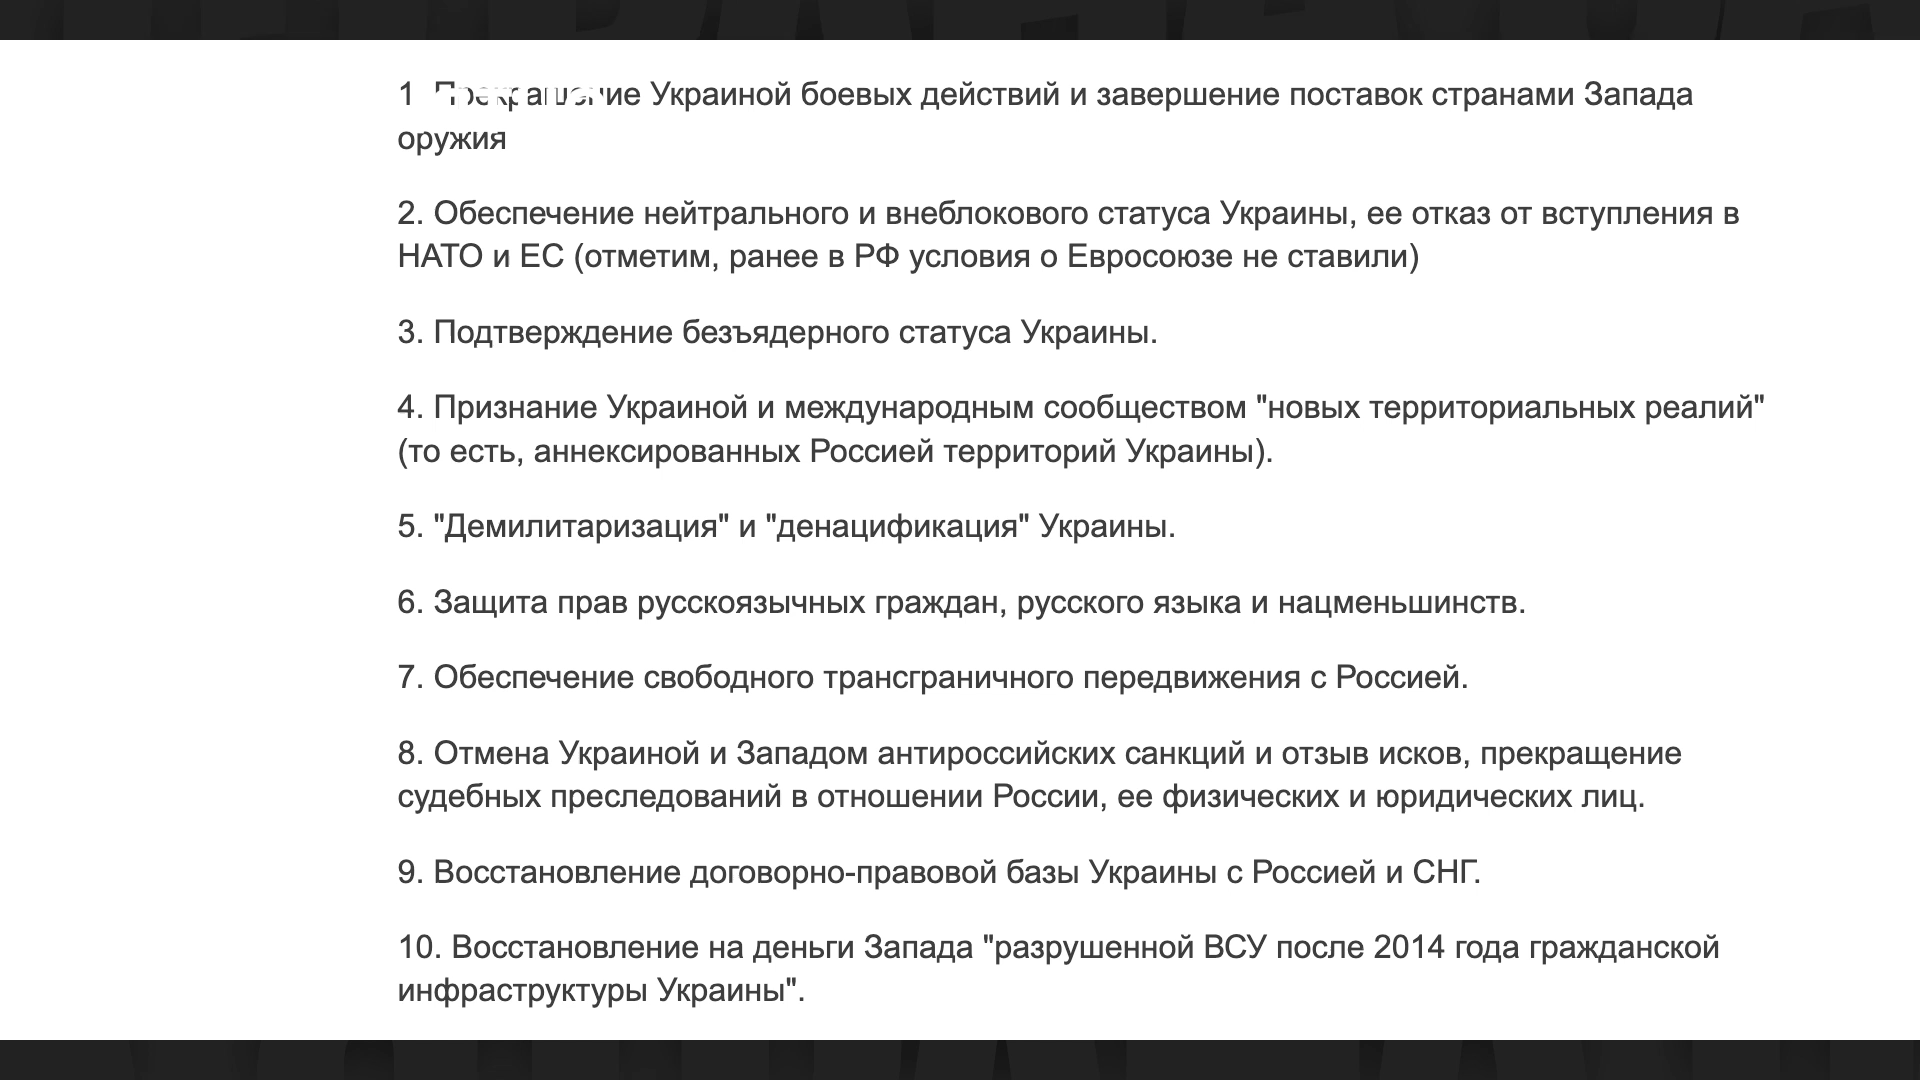 1 Прекращение Украиной боевых действий и завершение поставок странами Запада
оружия
2. Обеспечение нейтрального и внеблокового статуса Украины, ее отказ от вступления в
НАТО и ЕС (отметим, ранее в РФ условия о Евросоюзе не ставили)
3. Подтверждение безъядерного статуса Украины.
4. Признание Украиной и международным сообществом "новых территориальных реалий"
(то есть, аннексированных Россией территорий Украины).
5. "Демилитаризация" и "денацификация" Украины.
6. Защита прав русскоязычных граждан, русского языка и нацменьшинств.
7. Обеспечение свободного трансграничного передвижения с Россией.
8. Отмена Украиной и Западом антироссийских санкций и отзыв исков, прекращение
судебных преследований в отношении России, ее физических и юридических лиц.
9. Восстановление договорно-правовой базы Украины с Россией и СНГ.
10. Восстановление на деньги Запада "разрушенной ВСУ после 2014 года гражданской
инфраструктуры Украины".